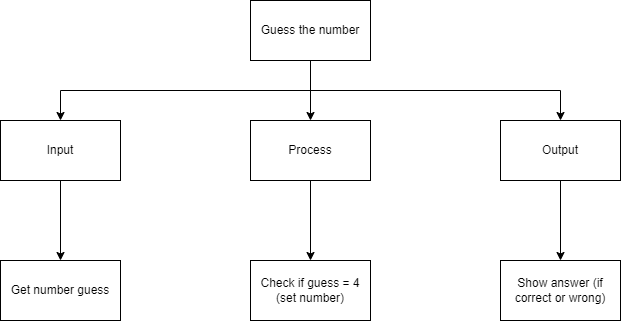 Guess the number
Input
Process
Output
Get number guess
Check if guess = 4
(set number)
Show answer (if
correct or wrong)